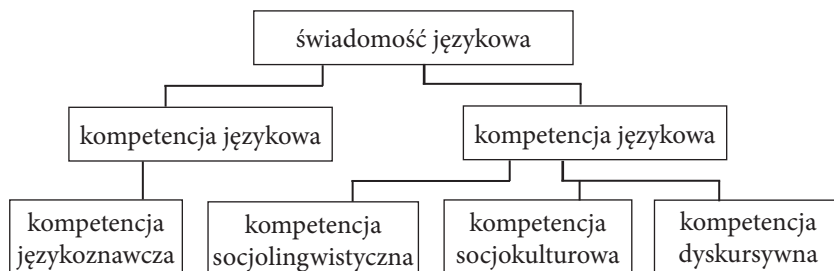 świadomość językowa
kompetencja językowa
kompetencja językowa
kompetencja
językoznawcza
kompetencja
socjolingwistyczna
kompetencja
socjokulturowa
kompetencja
dyskursywna